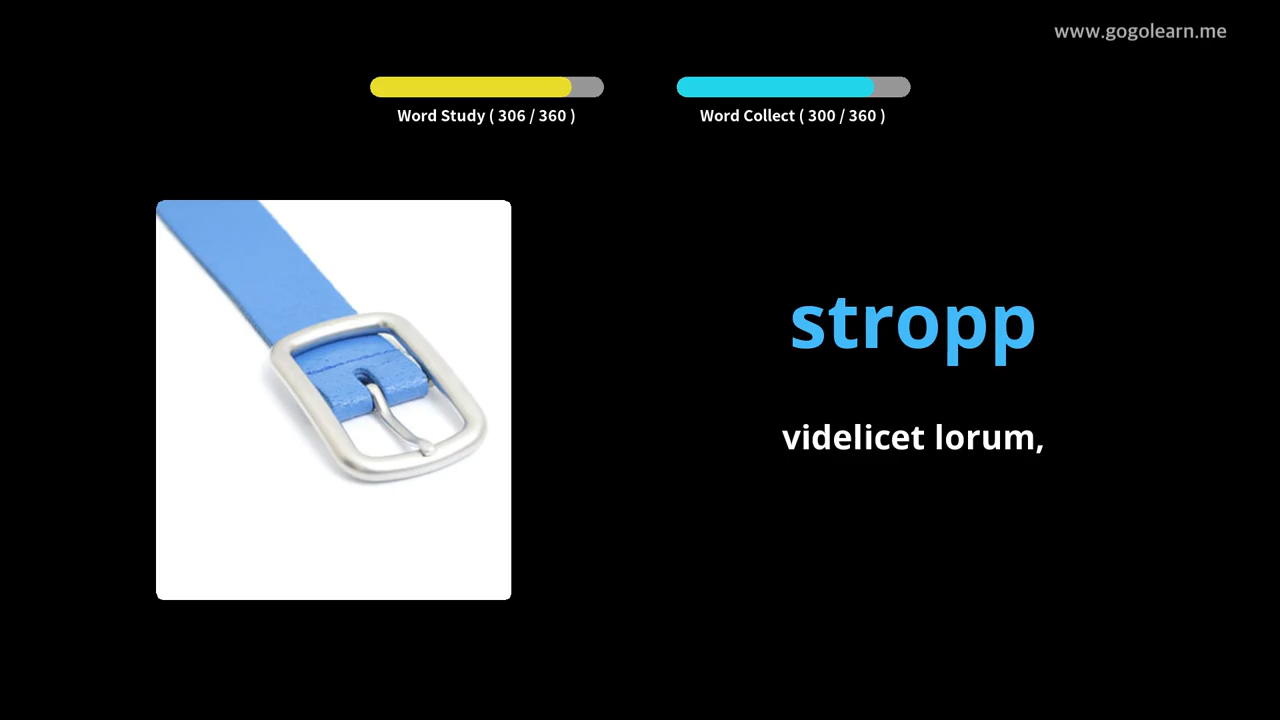 www.gogolearn.me
Word Study ( 306 / 360 )
Word Collect ( 300 / 360 )
stropp
videlicet lorum,